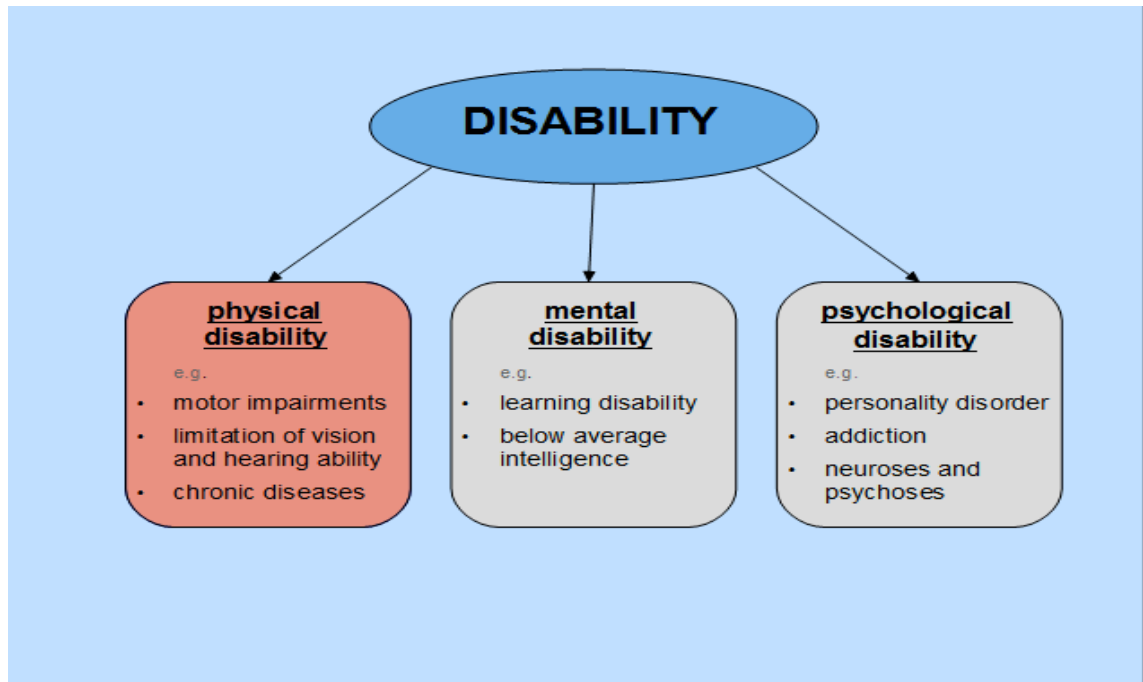 DISABILITY
physical
disability
e.g.
• motor impairments
• limitation of vision
and hearing ability
• chronic diseases
mental
disability
e.g.
• learning disability
• below average
intelligence
psychological
disability
e.g.
• personality disorder
• addiction
• neuroses and
psychoses